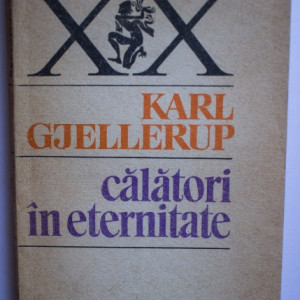 XX
KARL
GJELLERUP
călători
în eternitate